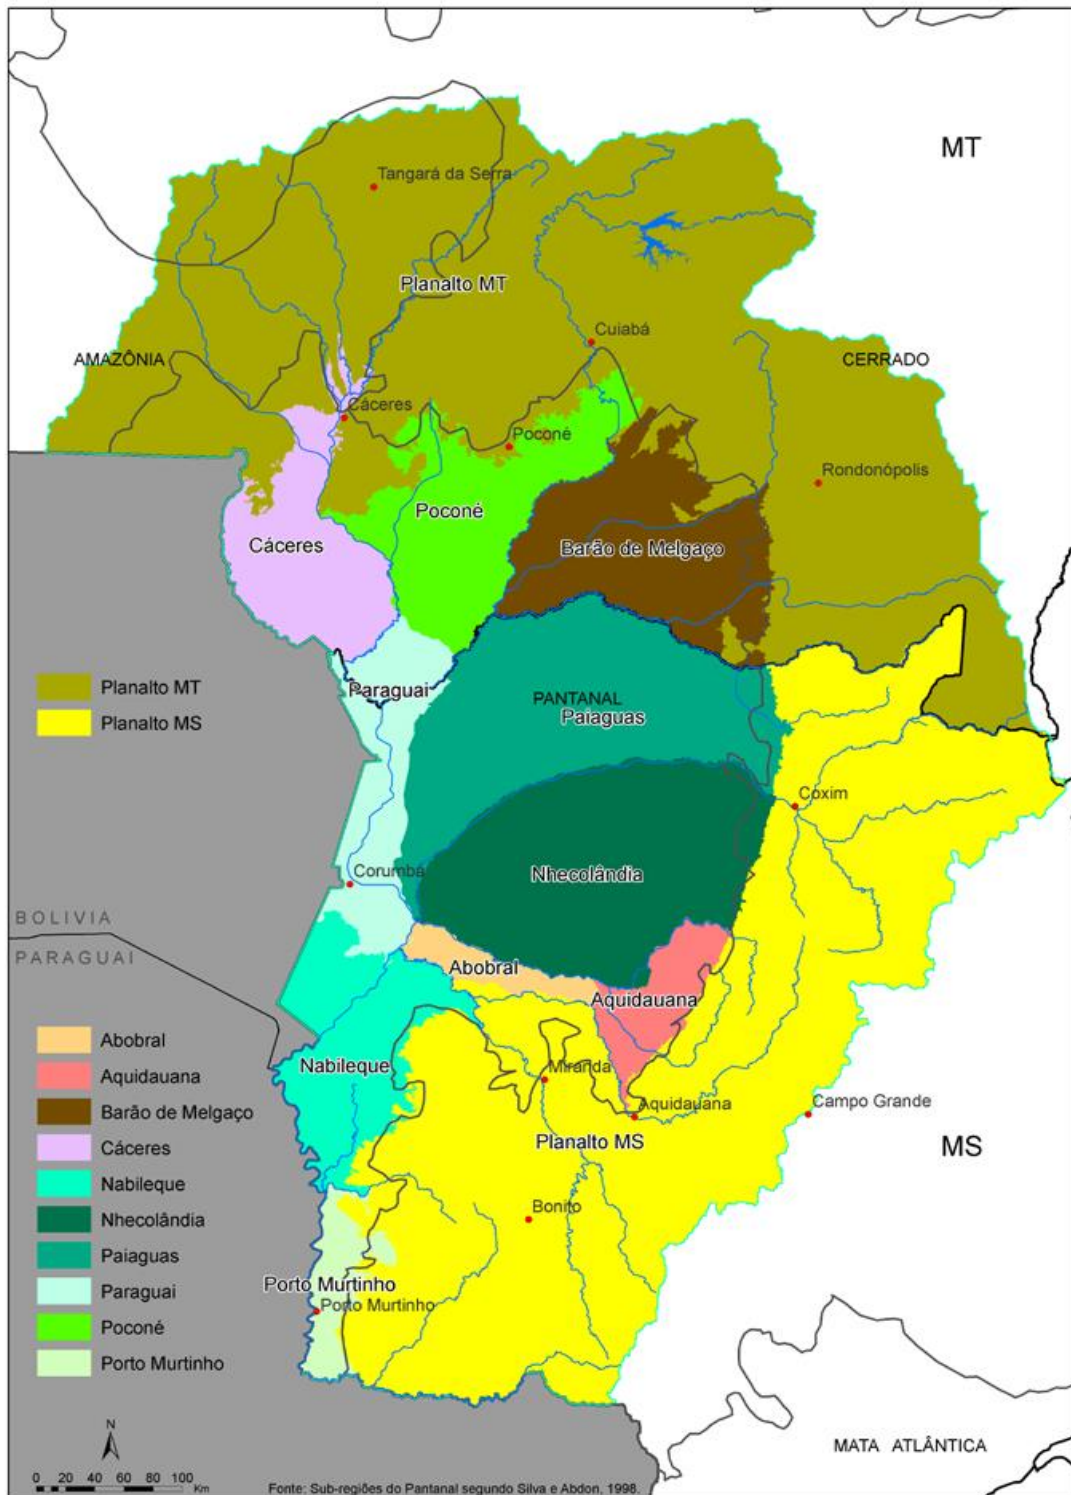 MT
Tangará da Serra
Planalto MT
Cuiabá
AMAZÔNIA
CERRADO
Cáceres
Poconé
Rondonópolis
Poconé
Cáceres
Barão de Melgaço
Planalto MT
Paraguai
PANTANAL
Paiaguas
Planalto MS
Coxim
Nhecolândia
Corumbá
BOLIVIA
PARAGUAI
Abobral
Aquidauana
Abobral
Aquidauana
Nabileque
Miranda
Barão de Melgaço
Aquidauana
Campo Grande
Planalto MS
MS
Cáceres
Nabileque
Nhecolândia
Bonito
Paiaguas
Paraguai
Porto Murtinho
Porto Murtinho
Poconé
Porto Murtinho
N
MATA ATLÂNTICA
0 20 40 60 80 100
Km
Fonte: Sub-regiões do Pantanal segundo Silva e Abdon, 1998.